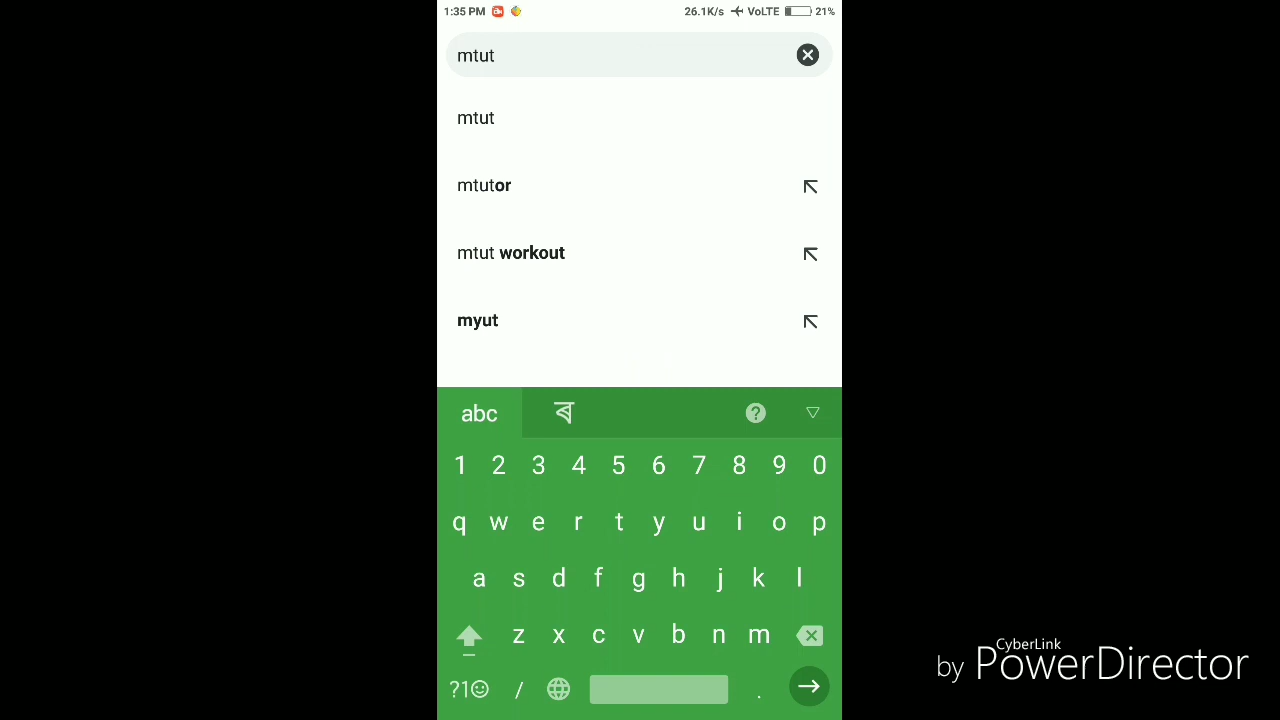 1:35 PM 26.1K/s VoLTE 21%
mtut
mtut
mtutor
mtut workout
myut
abc ব ?
1 2 3 4 5 6 7 8 9 0
q w e r t y u i o p
a s d f g h j k l
z x c v b n m
?1☺ / .
CyberLink
by PowerDirector